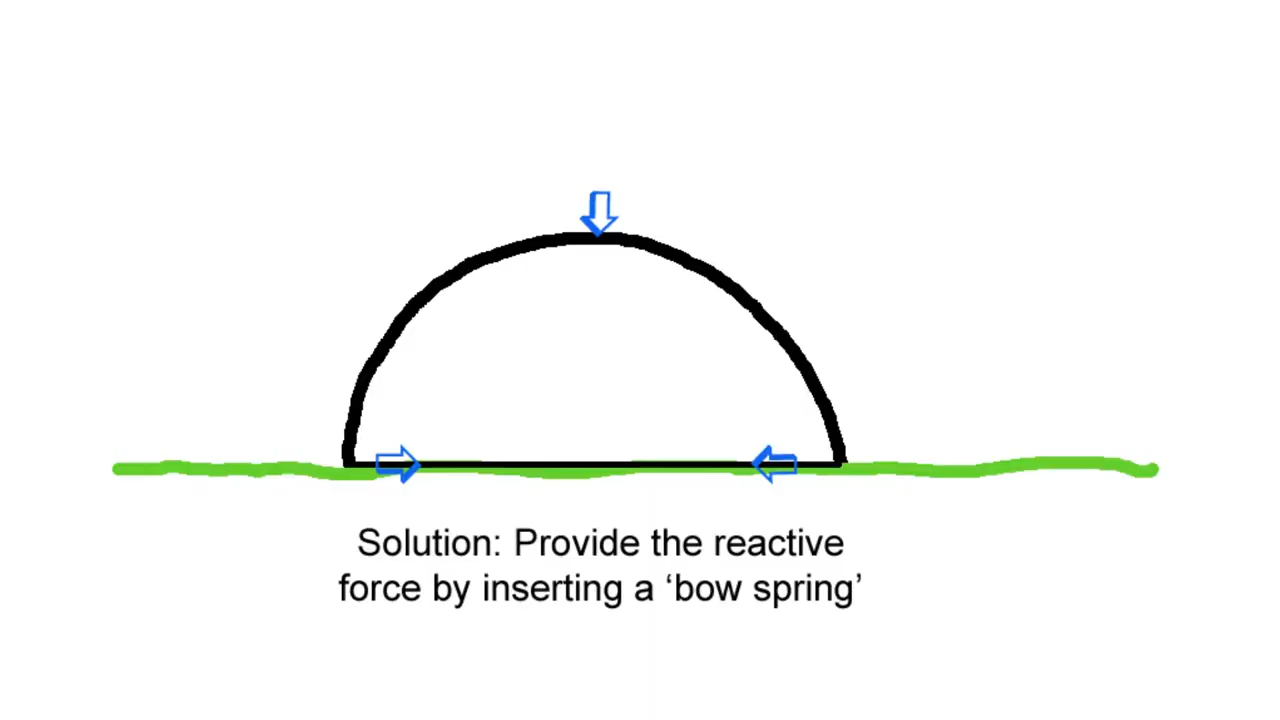 Solution: Provide the reactive
force by inserting a ‘bow spring’